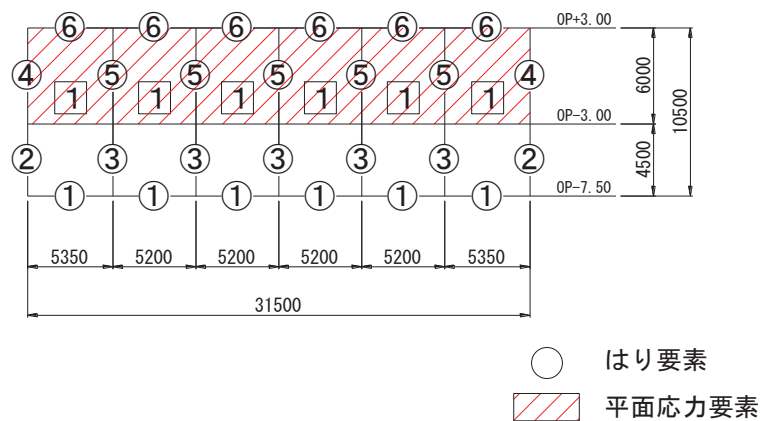 ⑥ ⑥ ⑥ ⑥ ⑥ ⑥ OP+3.00
④ ⑤ ⑤ ⑤ ⑤ ⑤ ④ 6000
1 1 1 1 1 1 10500
OP-3.00
② ③ ③ ③ ③ ③ ② 4500
① ① ① ① ① ① OP-7.50
5350 5200 5200 5200 5200 5350
31500
はり要素
平面応力要素